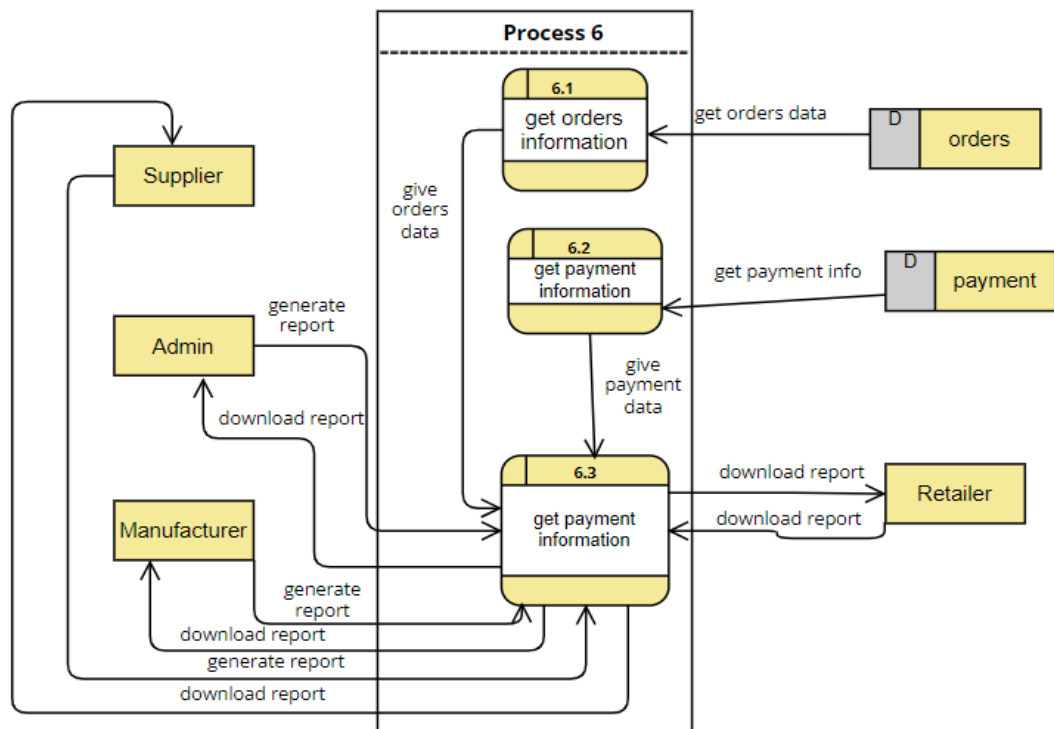 Process 6
6.1
get orders
information
get orders data
D
orders
Supplier
give
orders
data
6.2
get payment
information
get payment info
D
payment
generate
report
Admin
download report
give
payment
data
6.3
get payment
information
download report
Retailer
download report
Manufacturer
generate
report
download report
generate report
download report